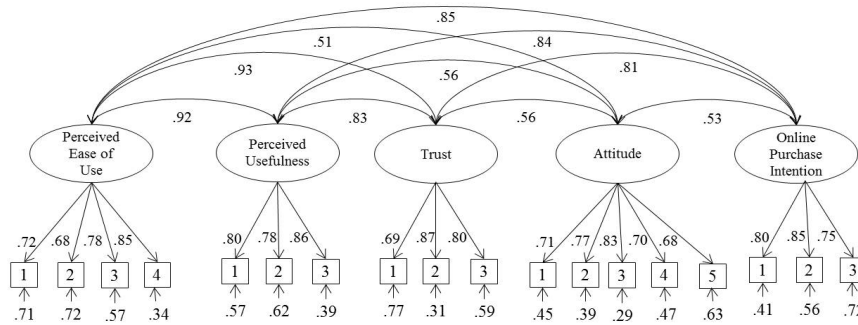 .85
.51
.84
.93
.56
.81
.92
.83
.56
.53
Perceived
Ease of
Use
Perceived
Usefulness
Trust
Attitude
Online
Purchase
Intention
.72 .68 .78 .85 .80 .78 .86 .69 .87 .80 .71 .77 .83 .70 .68 .80 .85 .75
1 2 3 4 1 2 3 1 2 3 1 2 3 4 5 1 2 3
.71 .72 .57 .34 .57 .62 .39 .77 .31 .59 .45 .39 .29 .47 .63 .41 .56